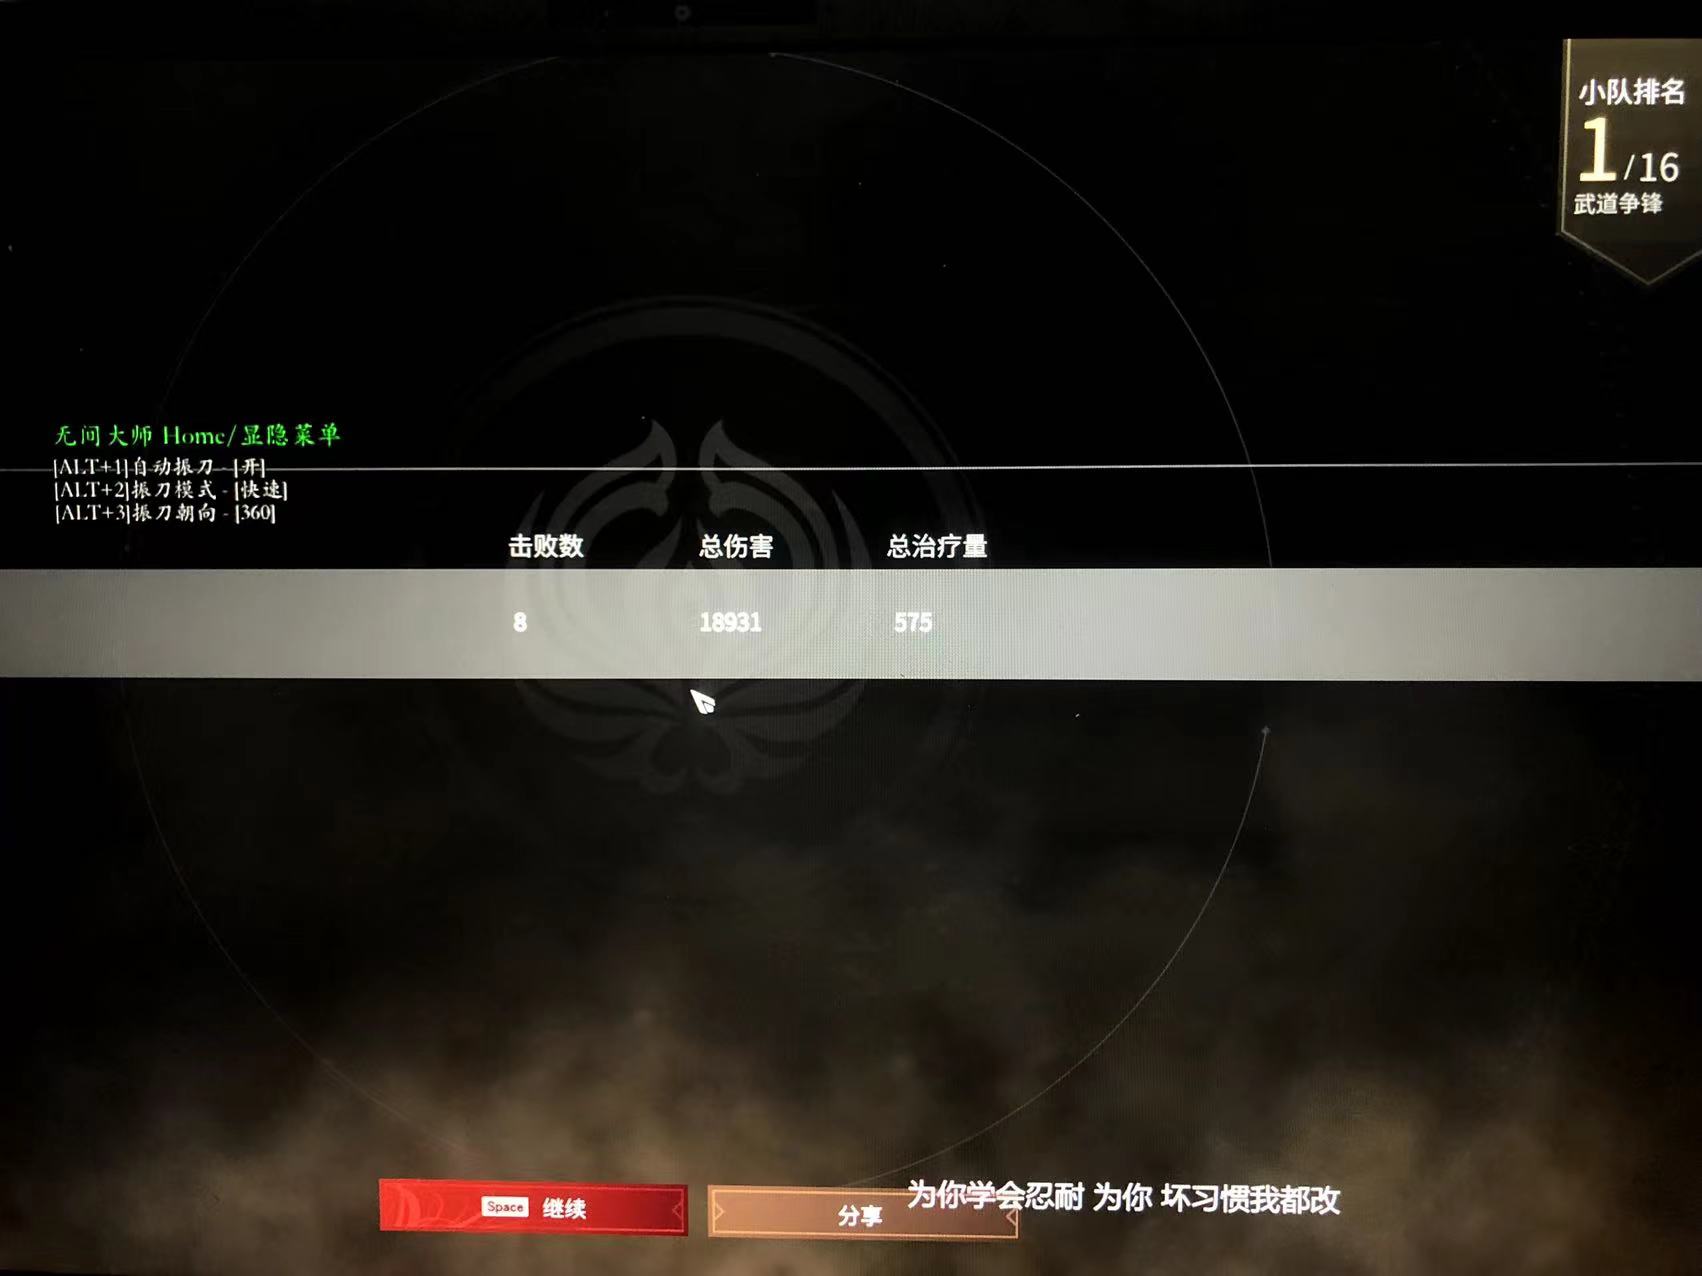 小队排名
1/16
武道争锋
无问大师 Home/显隐菜单
[ALT+1]自动振刀 - [开]
[ALT+2]振刀模式 - [快速]
[ALT+3]振刀朝向 - [360]
击败数 总伤害 总治疗量
8 18931 575
Space 继续
分享
为你学会忍耐 为你 坏习惯我都改